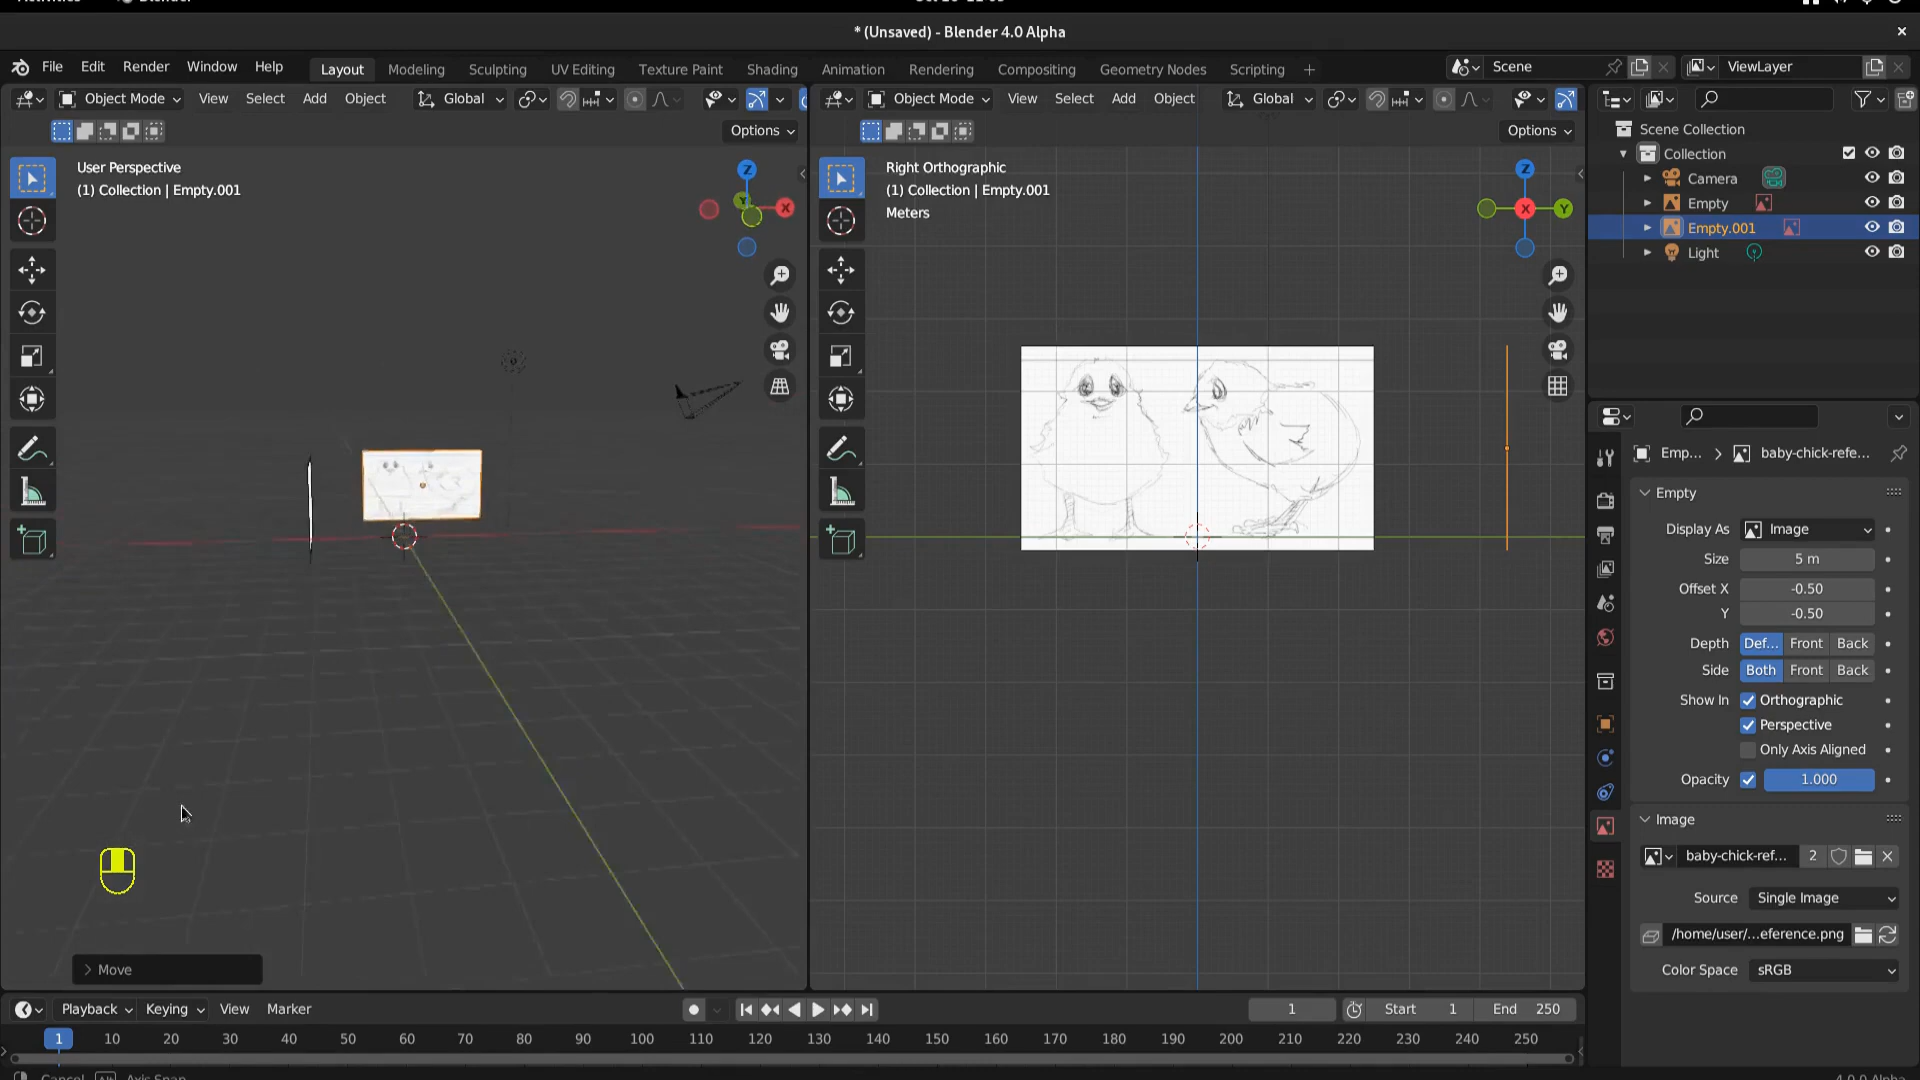 * (Unsaved) - Blender 4.0 Alpha
File Edit Render Window Help
Layout Modeling Sculpting UV Editing Texture Paint Shading Animation Rendering Compositing Geometry Nodes Scripting +
Scene
ViewLayer
Object Mode View Select Add Object Global
Object Mode View Select Add Object Global
Options
Options
User Perspective
(1) Collection | Empty.001
Z
Y
X
Right Orthographic
(1) Collection | Empty.001
Meters
Z
X
Y
Scene Collection
Collection
Camera
Empty
Empty.001
Light
Emp... > baby-chick-refe...
Empty
Display As Image
Size 5 m
Offset X -0.50
Y -0.50
Depth Def... Front Back
Side Both Front Back
Show In Orthographic
Perspective
Only Axis Aligned
Opacity 1.000
Image
baby-chick-ref... 2
Source Single Image
/home/user/...eference.png
Color Space sRGB
> Move
Playback Keying View Marker
1
Start 1 End 250
1 10 20 30 40 50 60 70 80 90 100 110 120 130 140 150 160 170 180 190 200 210 220 230 240 250
Cancel Alt Axis Snap
4.0.0 Alpha